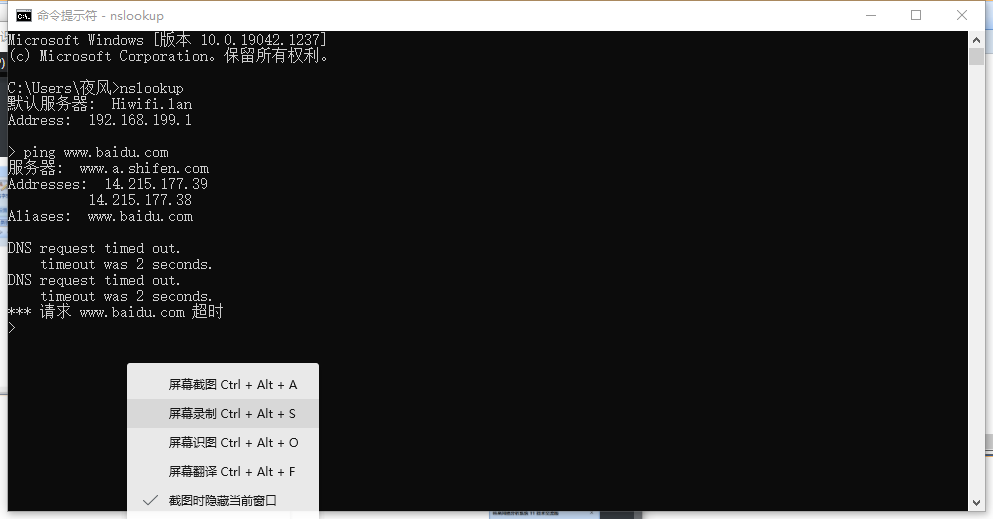 命令提示符 - nslookup
Microsoft Windows [版本 10.0.19042.1237]
(c) Microsoft Corporation。保留所有权利。
C:\Users\夜风>nslookup
默认服务器:  Hiwifi.lan
Address:  192.168.199.1
> ping www.baidu.com
服务器:  www.a.shifen.com
Addresses:  14.215.177.39
14.215.177.38
Aliases:  www.baidu.com
DNS request timed out.
timeout was 2 seconds.
DNS request timed out.
timeout was 2 seconds.
*** 请求 www.baidu.com 超时
>
屏幕截图 Ctrl + Alt + A
屏幕录制 Ctrl + Alt + S
屏幕识图 Ctrl + Alt + O
屏幕翻译 Ctrl + Alt + F
截图时隐藏当前窗口